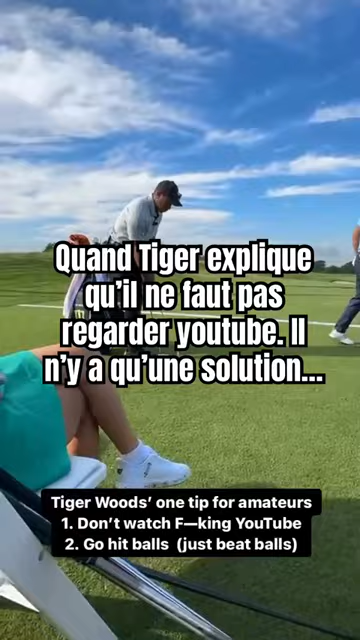 Quand Tiger explique
qu'il ne faut pas
regarder youtube. Il
n'y a qu'une solution...
Tiger Woods' one tip for amateurs
1. Don't watch F—king YouTube
2. Go hit balls (just beat balls)